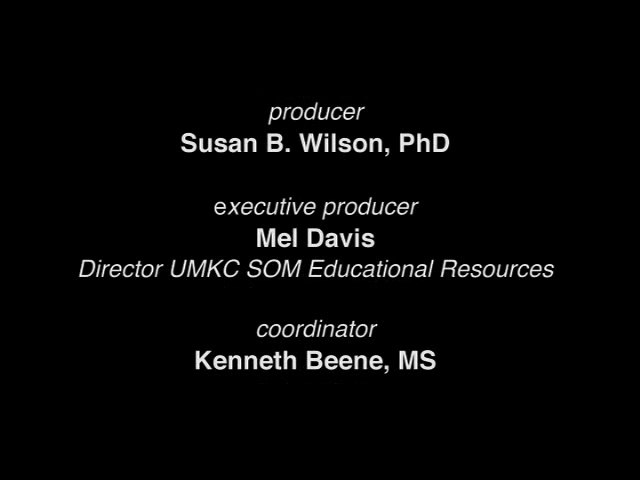 producer
Susan B. Wilson, PhD
executive producer
Mel Davis
Director UMKC SOM Educational Resources
coordinator
Kenneth Beene, MS